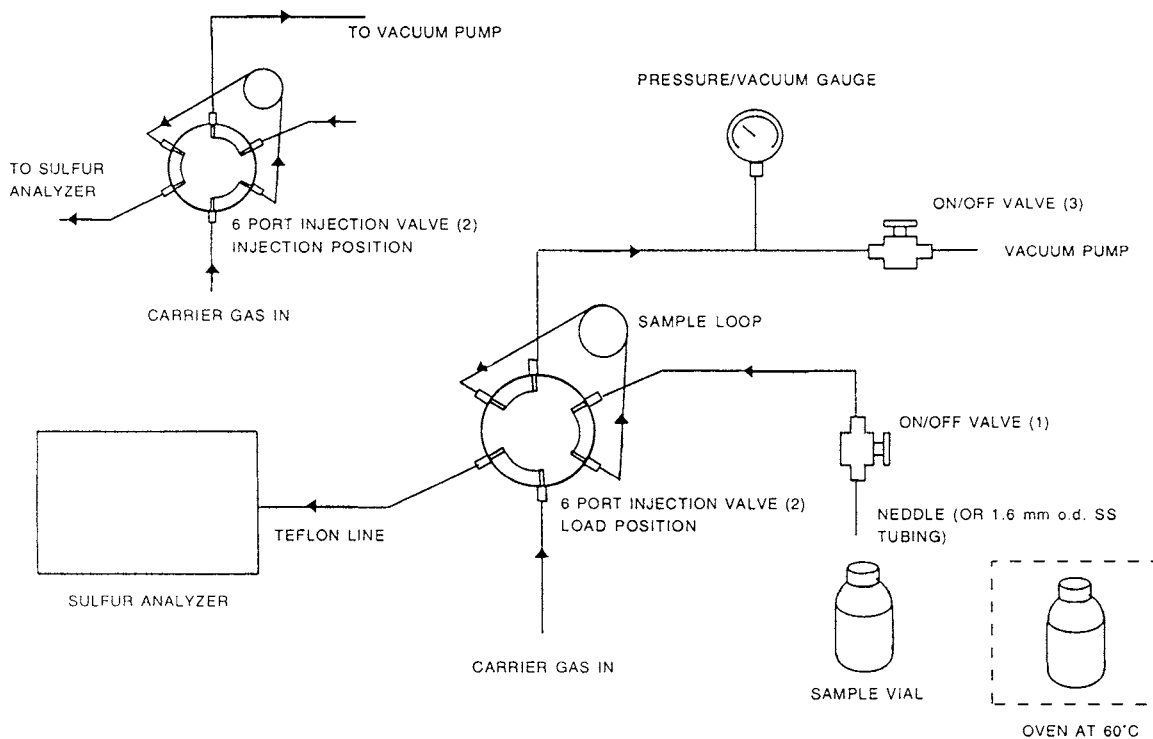 TO VACUUM PUMP
TO SULFUR
ANALYZER
6 PORT INJECTION VALVE (2)
INJECTION POSITION
CARRIER GAS IN
PRESSURE/VACUUM GAUGE
ON/OFF VALVE (3)
VACUUM PUMP
SAMPLE LOOP
ON/OFF VALVE (1)
6 PORT INJECTION VALVE (2)
LOAD POSITION
NEDDLE (OR 1.6 mm o.d. SS
TUBING)
TEFLON LINE
SULFUR ANALYZER
CARRIER GAS IN
SAMPLE VIAL
OVEN AT 60°C